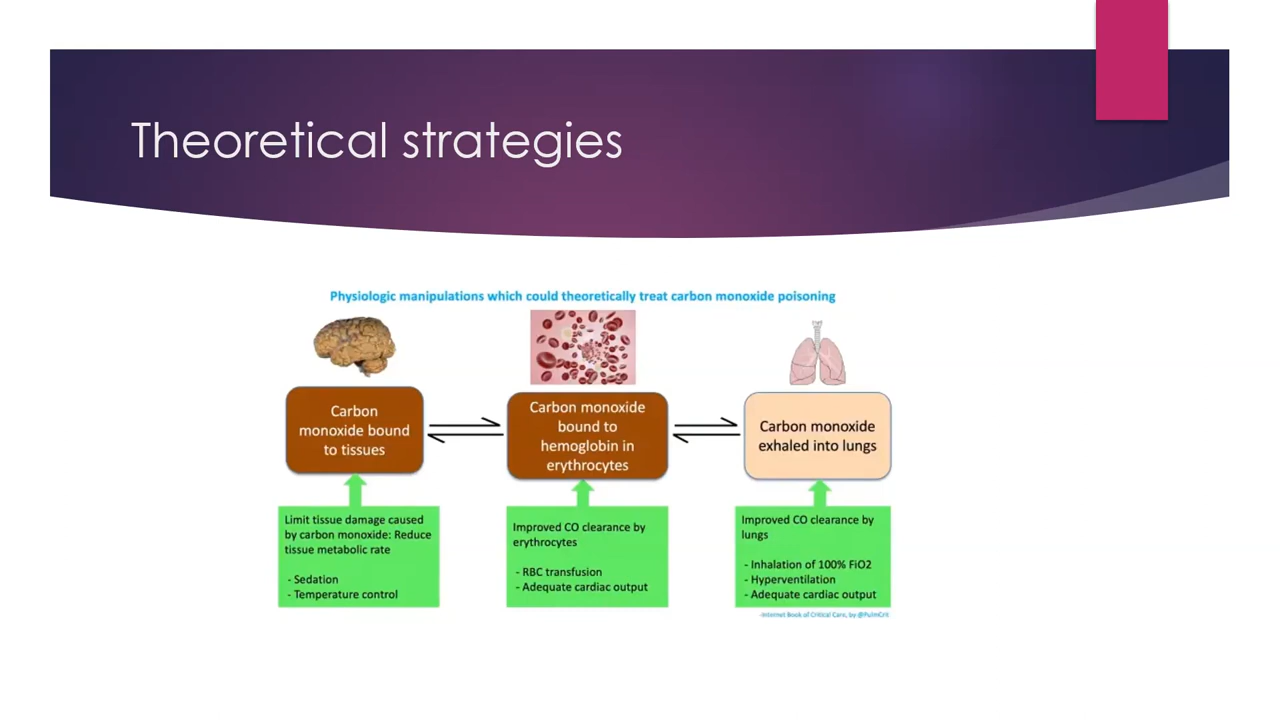 Theoretical strategies
Physiologic manipulations which could theoretically treat carbon monoxide poisoning
Carbon
monoxide bound
to tissues
Carbon monoxide
bound to
hemoglobin in
erythrocytes
Carbon monoxide
exhaled into lungs
Limit tissue damage caused
by carbon monoxide: Reduce
tissue metabolic rate
- Sedation
- Temperature control
Improved CO clearance by
erythrocytes
- RBC transfusion
- Adequate cardiac output
Improved CO clearance by
lungs
- Inhalation of 100% FiO2
- Hyperventilation
- Adequate cardiac output
-Internet Book of Critical Care, by @PulmCrit